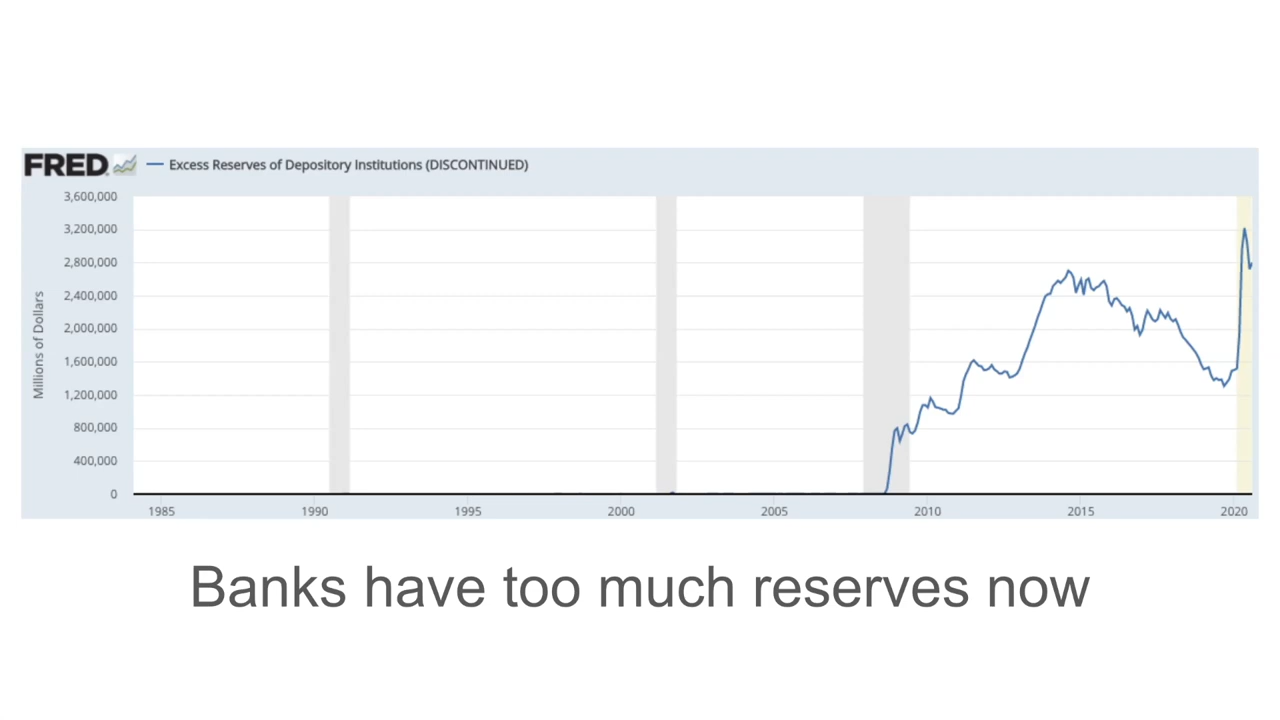 FRED — Excess Reserves of Depository Institutions (DISCONTINUED)
Millions of Dollars
3,600,000
3,200,000
2,800,000
2,400,000
2,000,000
1,600,000
1,200,000
800,000
400,000
0
1985 1990 1995 2000 2005 2010 2015 2020
Banks have too much reserves now